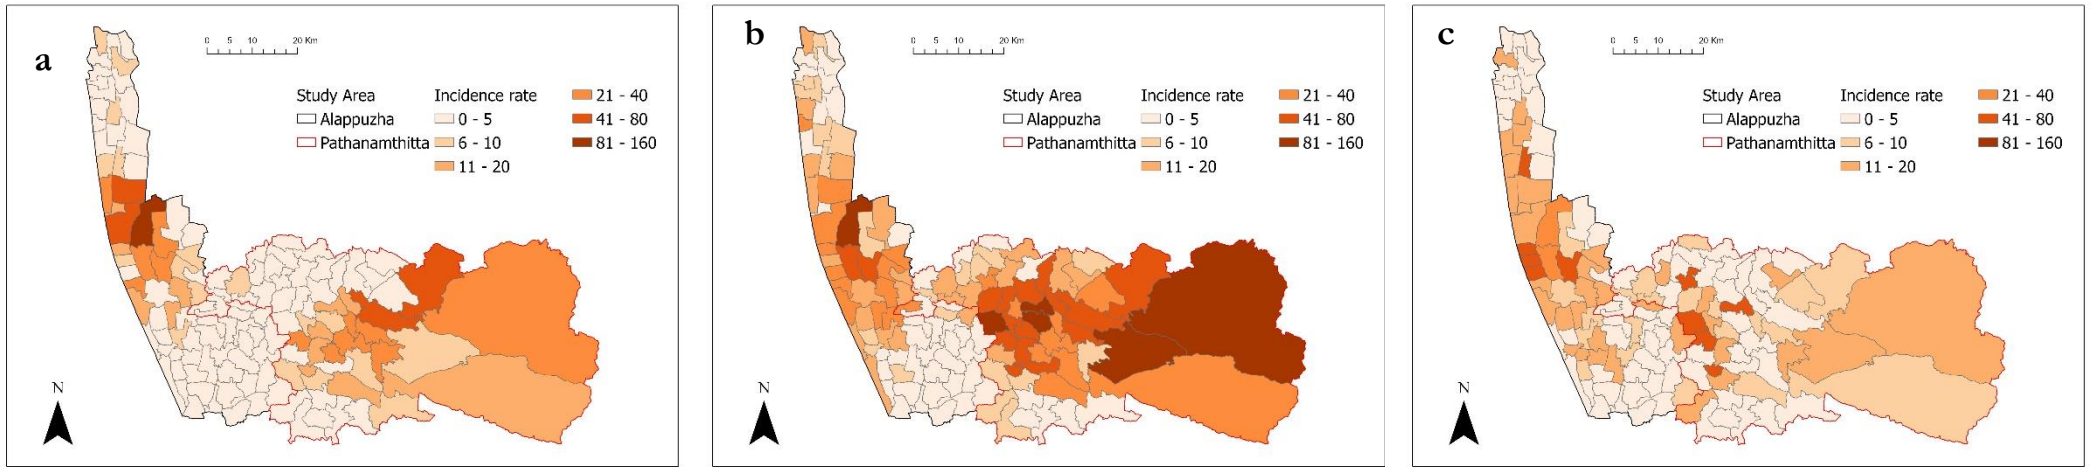 a
0 5 10 20 Km
Study Area Incidence rate 21 - 40
Alappuzha 0 - 5 41 - 80
Pathanamthitta 6 - 10 81 - 160
11 - 20
N
b
0 5 10 20 Km
Study Area Incidence rate 21 - 40
Alappuzha 0 - 5 41 - 80
Pathanamthitta 6 - 10 81 - 160
11 - 20
N
c
0 5 10 20 Km
Study Area Incidence rate 21 - 40
Alappuzha 0 - 5 41 - 80
Pathanamthitta 6 - 10 81 - 160
11 - 20
N